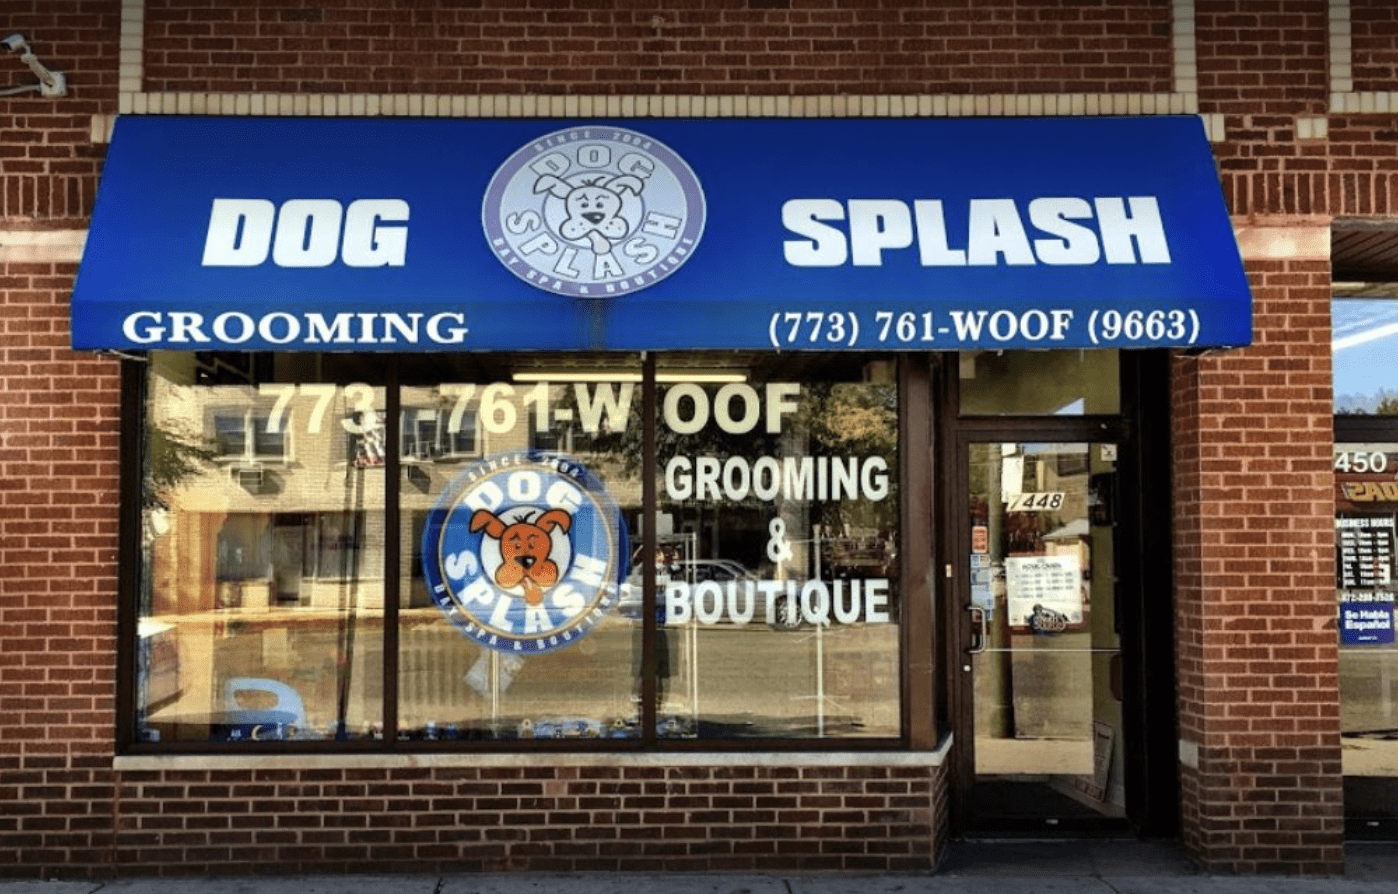 SINCE 2004
DOG
SPLASH
DAY SPA & BOUTIQUE
DOG SPLASH
GROOMING (773) 761-WOOF (9663)
773-761-WOOF
SINCE 2004
DOG
SPLASH
DAY SPA & BOUTIQUE
GROOMING
&
BOUTIQUE
7448
450
BUSINESS HOURS
Se Habla
Español